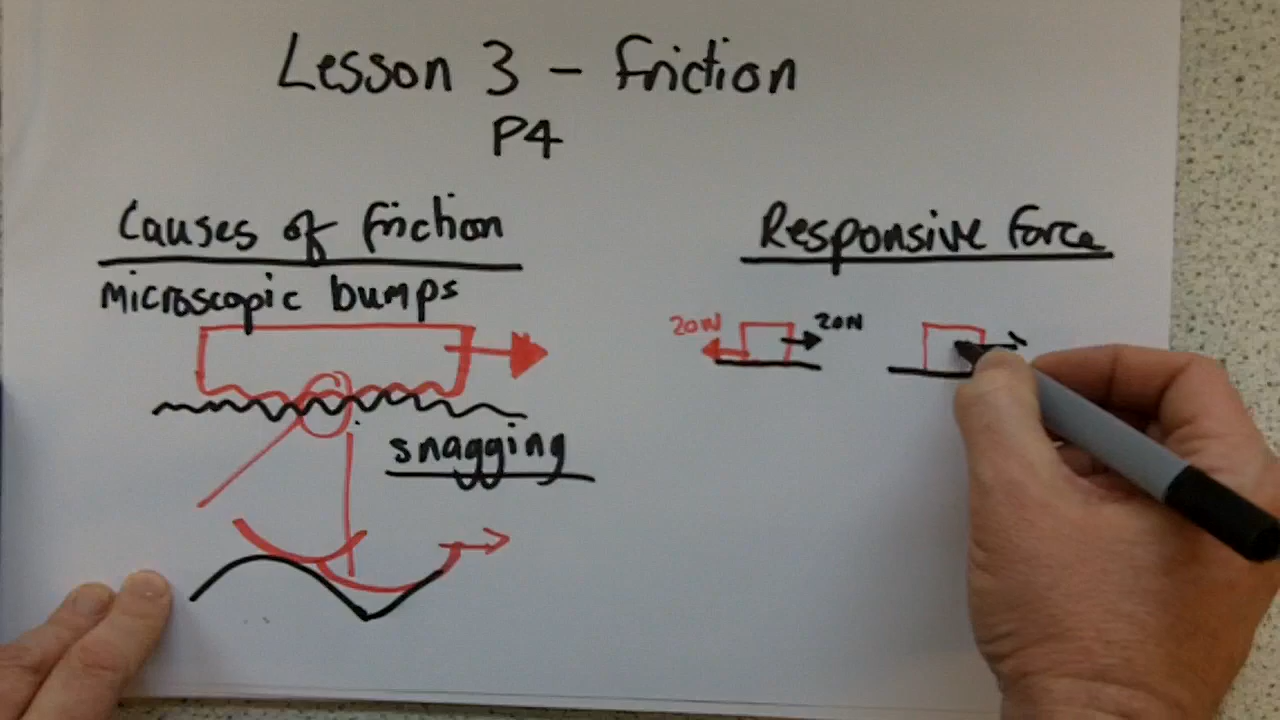 Lesson 3 - Friction
P4
Causes of friction
Microscopic bumps
snagging
Responsive Force
20N
20N